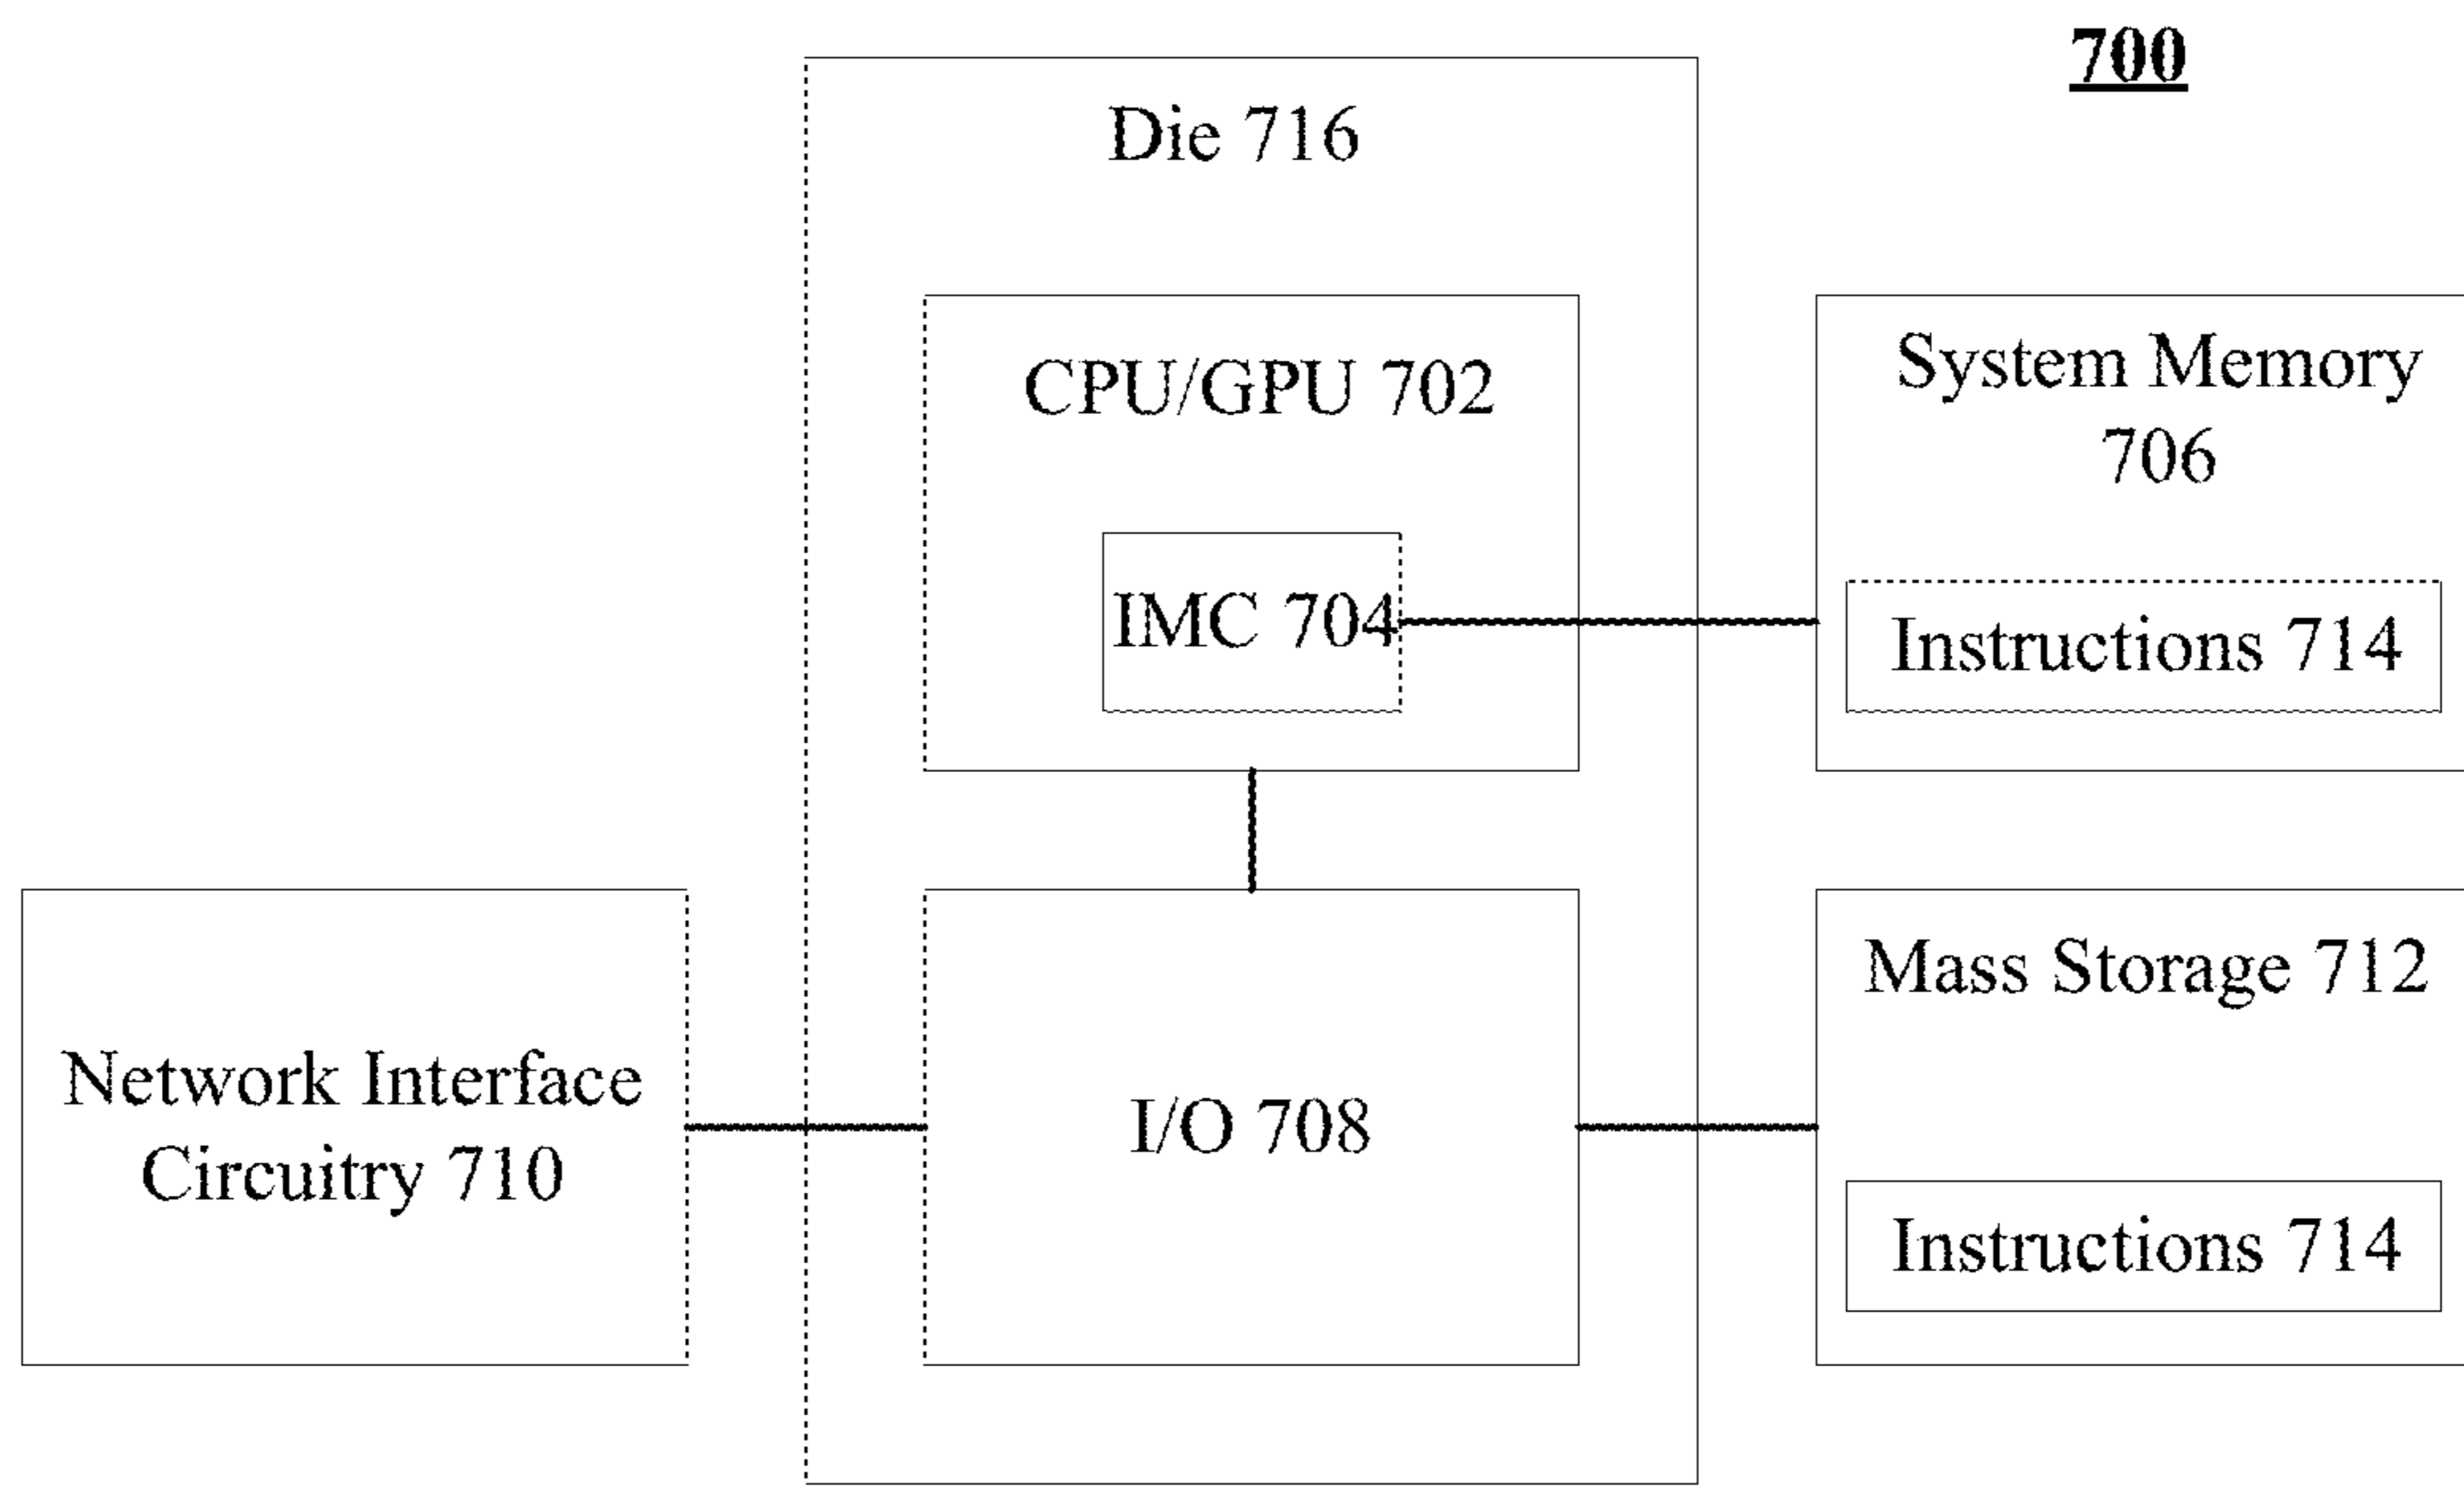 700
Die 716
CPU/GPU 702
IMC 704
System Memory
706
Instructions 714
Network Interface
Circuitry 710
I/O 708
Mass Storage 712
Instructions 714